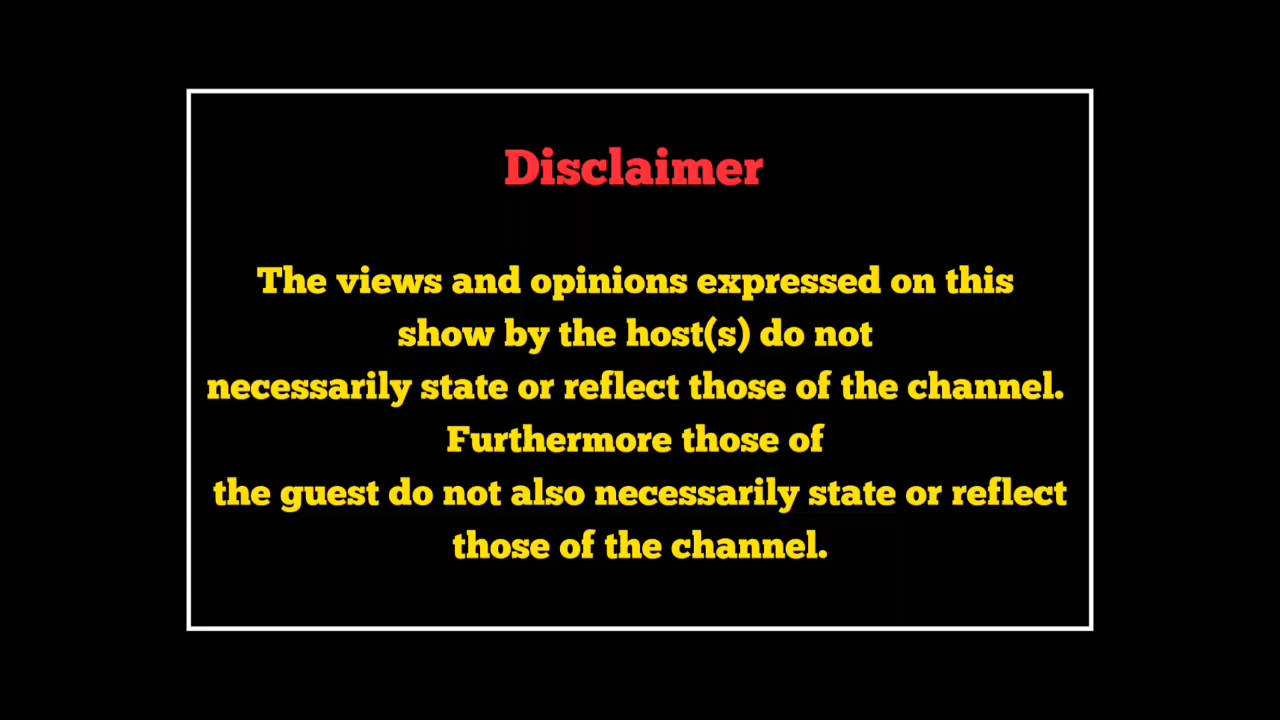 Disclaimer
The views and opinions expressed on this
show by the host(s) do not
necessarily state or reflect those of the channel.
Furthermore those of
the guest do not also necessarily state or reflect
those of the channel.